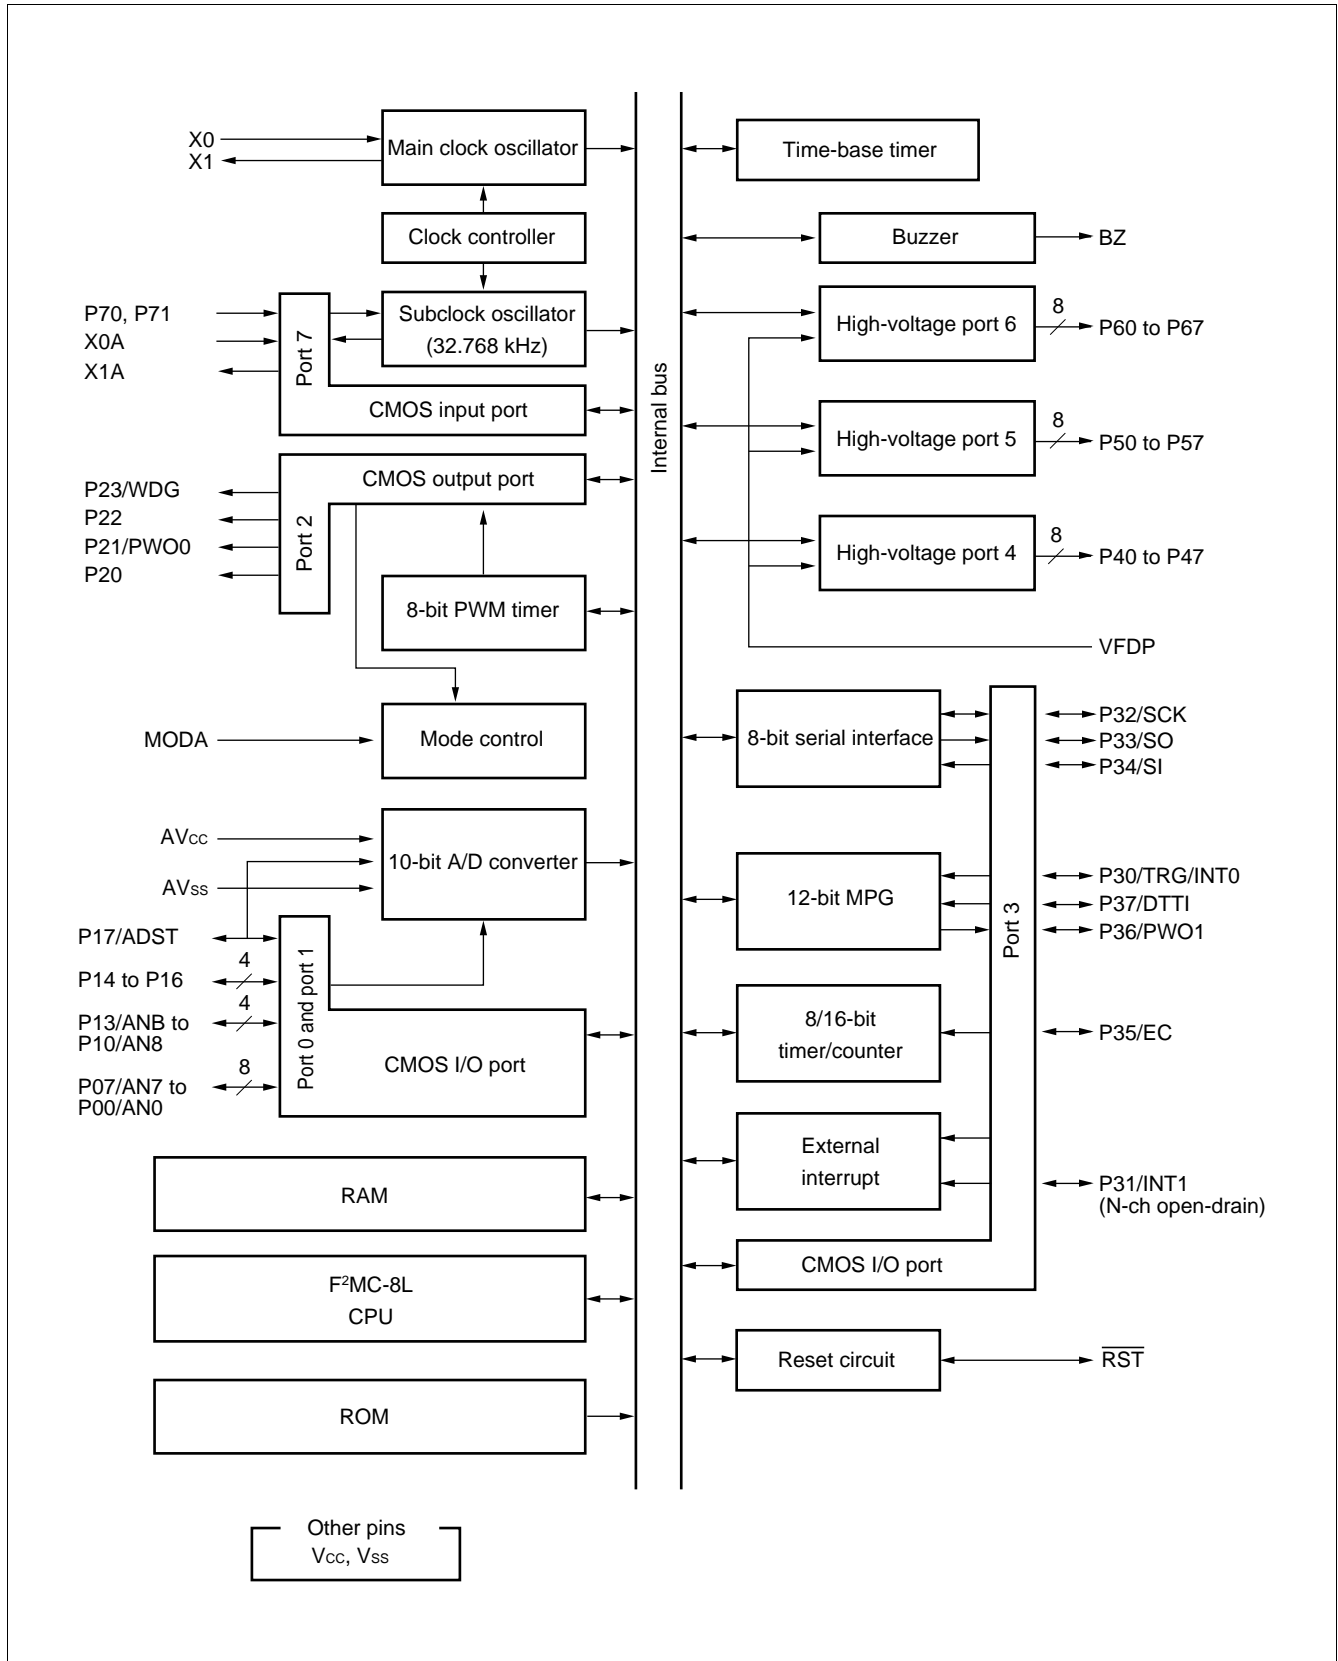 X0
X1
Main clock oscillator
Clock controller
P70, P71
X0A
X1A
Port 7
Subclock oscillator
(32.768 kHz)
CMOS input port
P23/WDG
P22
P21/PWO0
P20
Port 2
CMOS output port
8-bit PWM timer
MODA
Mode control
AVCC
AVSS
10-bit A/D converter
P17/ADST
4
P14 to P16
4
P13/ANB to
P10/AN8
8
P07/AN7 to
P00/AN0
Port 0 and port 1
CMOS I/O port
RAM
F²MC-8L
CPU
ROM
Other pins
VCC, VSS
Internal bus
Time-base timer
Buzzer
BZ
High-voltage port 6
8
P60 to P67
High-voltage port 5
8
P50 to P57
High-voltage port 4
8
P40 to P47
VFDP
8-bit serial interface
P32/SCK
P33/SO
P34/SI
12-bit MPG
Port 3
P30/TRG/INT0
P37/DTTI
P36/PWO1
8/16-bit
timer/counter
P35/EC
External
interrupt
P31/INT1
(N-ch open-drain)
CMOS I/O port
Reset circuit
RST